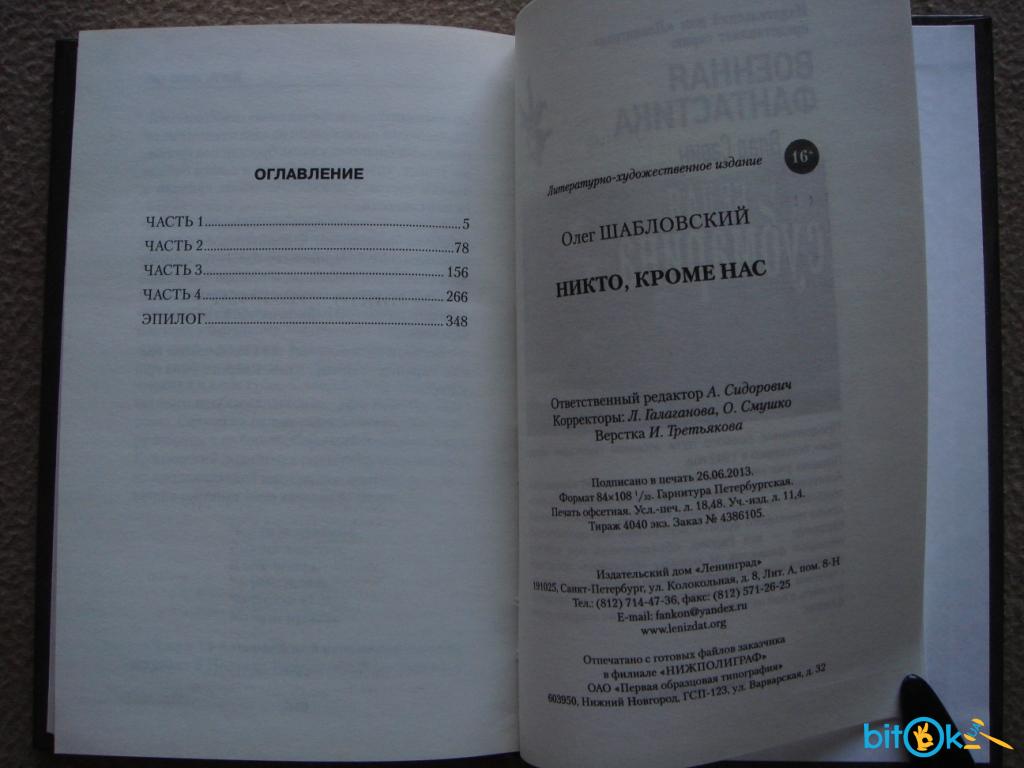 ОГЛАВЛЕНИЕ
ЧАСТЬ 1 5
ЧАСТЬ 2 78
ЧАСТЬ 3 156
ЧАСТЬ 4 266
ЭПИЛОГ 348
Литературно-художественное издание
16+
Олег ШАБЛОВСКИЙ
НИКТО, КРОМЕ НАС
Ответственный редактор А. Сидорович
Корректоры: Л. Галаганова, О. Смушко
Верстка И. Третьякова
Подписано в печать 26.06.2013.
Формат 84×108 1/32. Гарнитура Петербургская.
Печать офсетная. Усл.-печ. л. 18,48. Уч.-изд. л. 11,4.
Тираж 4040 экз. Заказ № 4386105.
Издательский дом «Ленинград»
191025, Санкт-Петербург, ул. Колокольная, д. 8, Лит. А, пом. 8-Н
Тел.: (812) 714-47-36, факс: (812) 571-26-25
E-mail: fankon@yandex.ru
www.lenizdat.org
Отпечатано с готовых файлов заказчика
в филиале «НИЖПОЛИГРАФ»
ОАО «Первая образцовая типография»
603950, Нижний Новгород, ГСП-123, ул. Варварская, д. 32
ВОЕННАЯ
ФАНТАСТИКА
bitOk